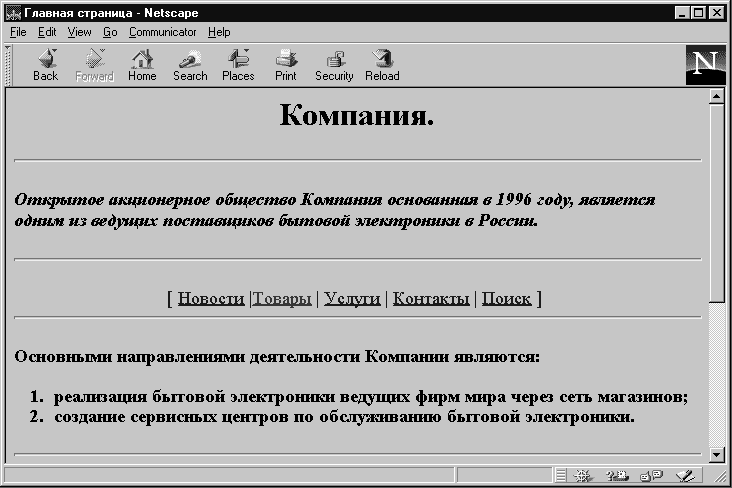 Главная страница - Netscape
File Edit View Go Communicator Help
Back Forward Home Search Places Print Security Reload
N
Компания.
Открытое акционерное общество Компания основанная в 1996 году, является
одним из ведущих поставщиков бытовой электроники в России.
[ Новости |Товары | Услуги | Контакты | Поиск ]
Основными направлениями деятельности Компании являются:
1. реализация бытовой электроники ведущих фирм мира через сеть магазинов;
2. создание сервисных центров по обслуживанию бытовой электроники.